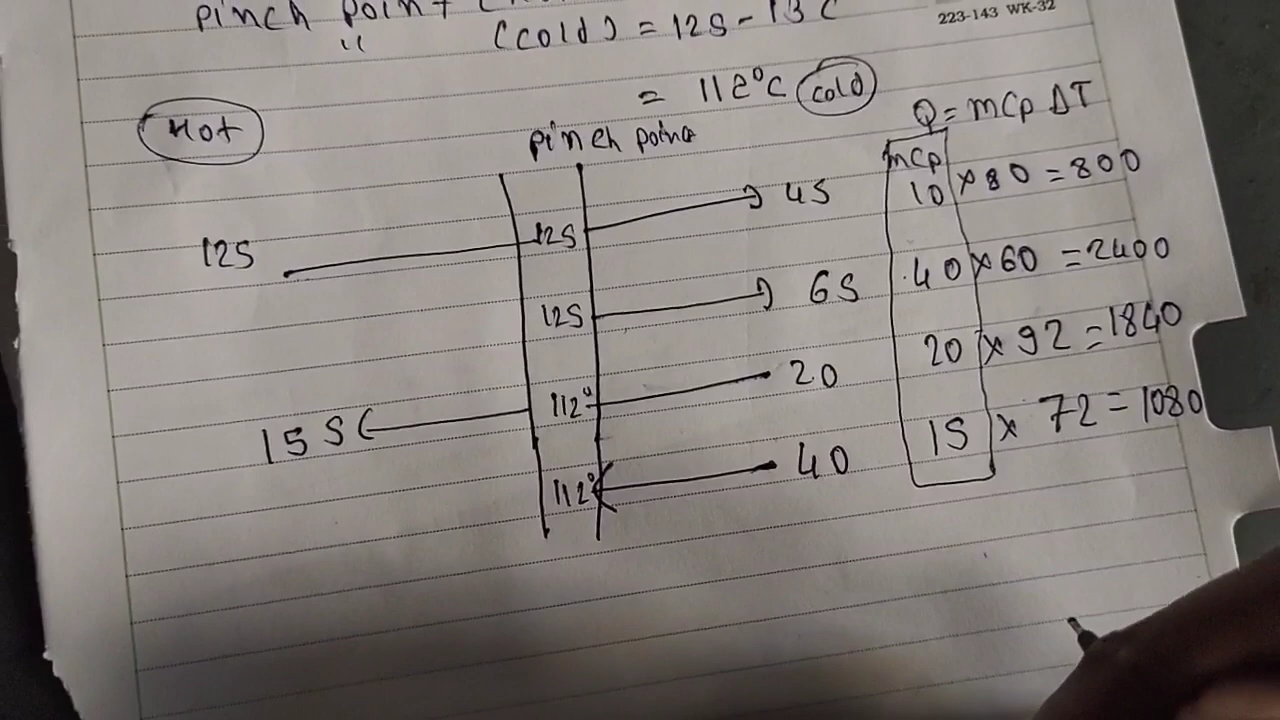 pinch point
223-143 WK-32
" (cold) = 125 - 13 (
= 112°C cold
Hot
pinch point
Q = mCp ΔT
mCp
125 125 45 10 x 80 = 800
125 65 40 x 60 = 2400
112° 20 20 x 92 = 1840
155 112° 40 15 x 72 = 1080